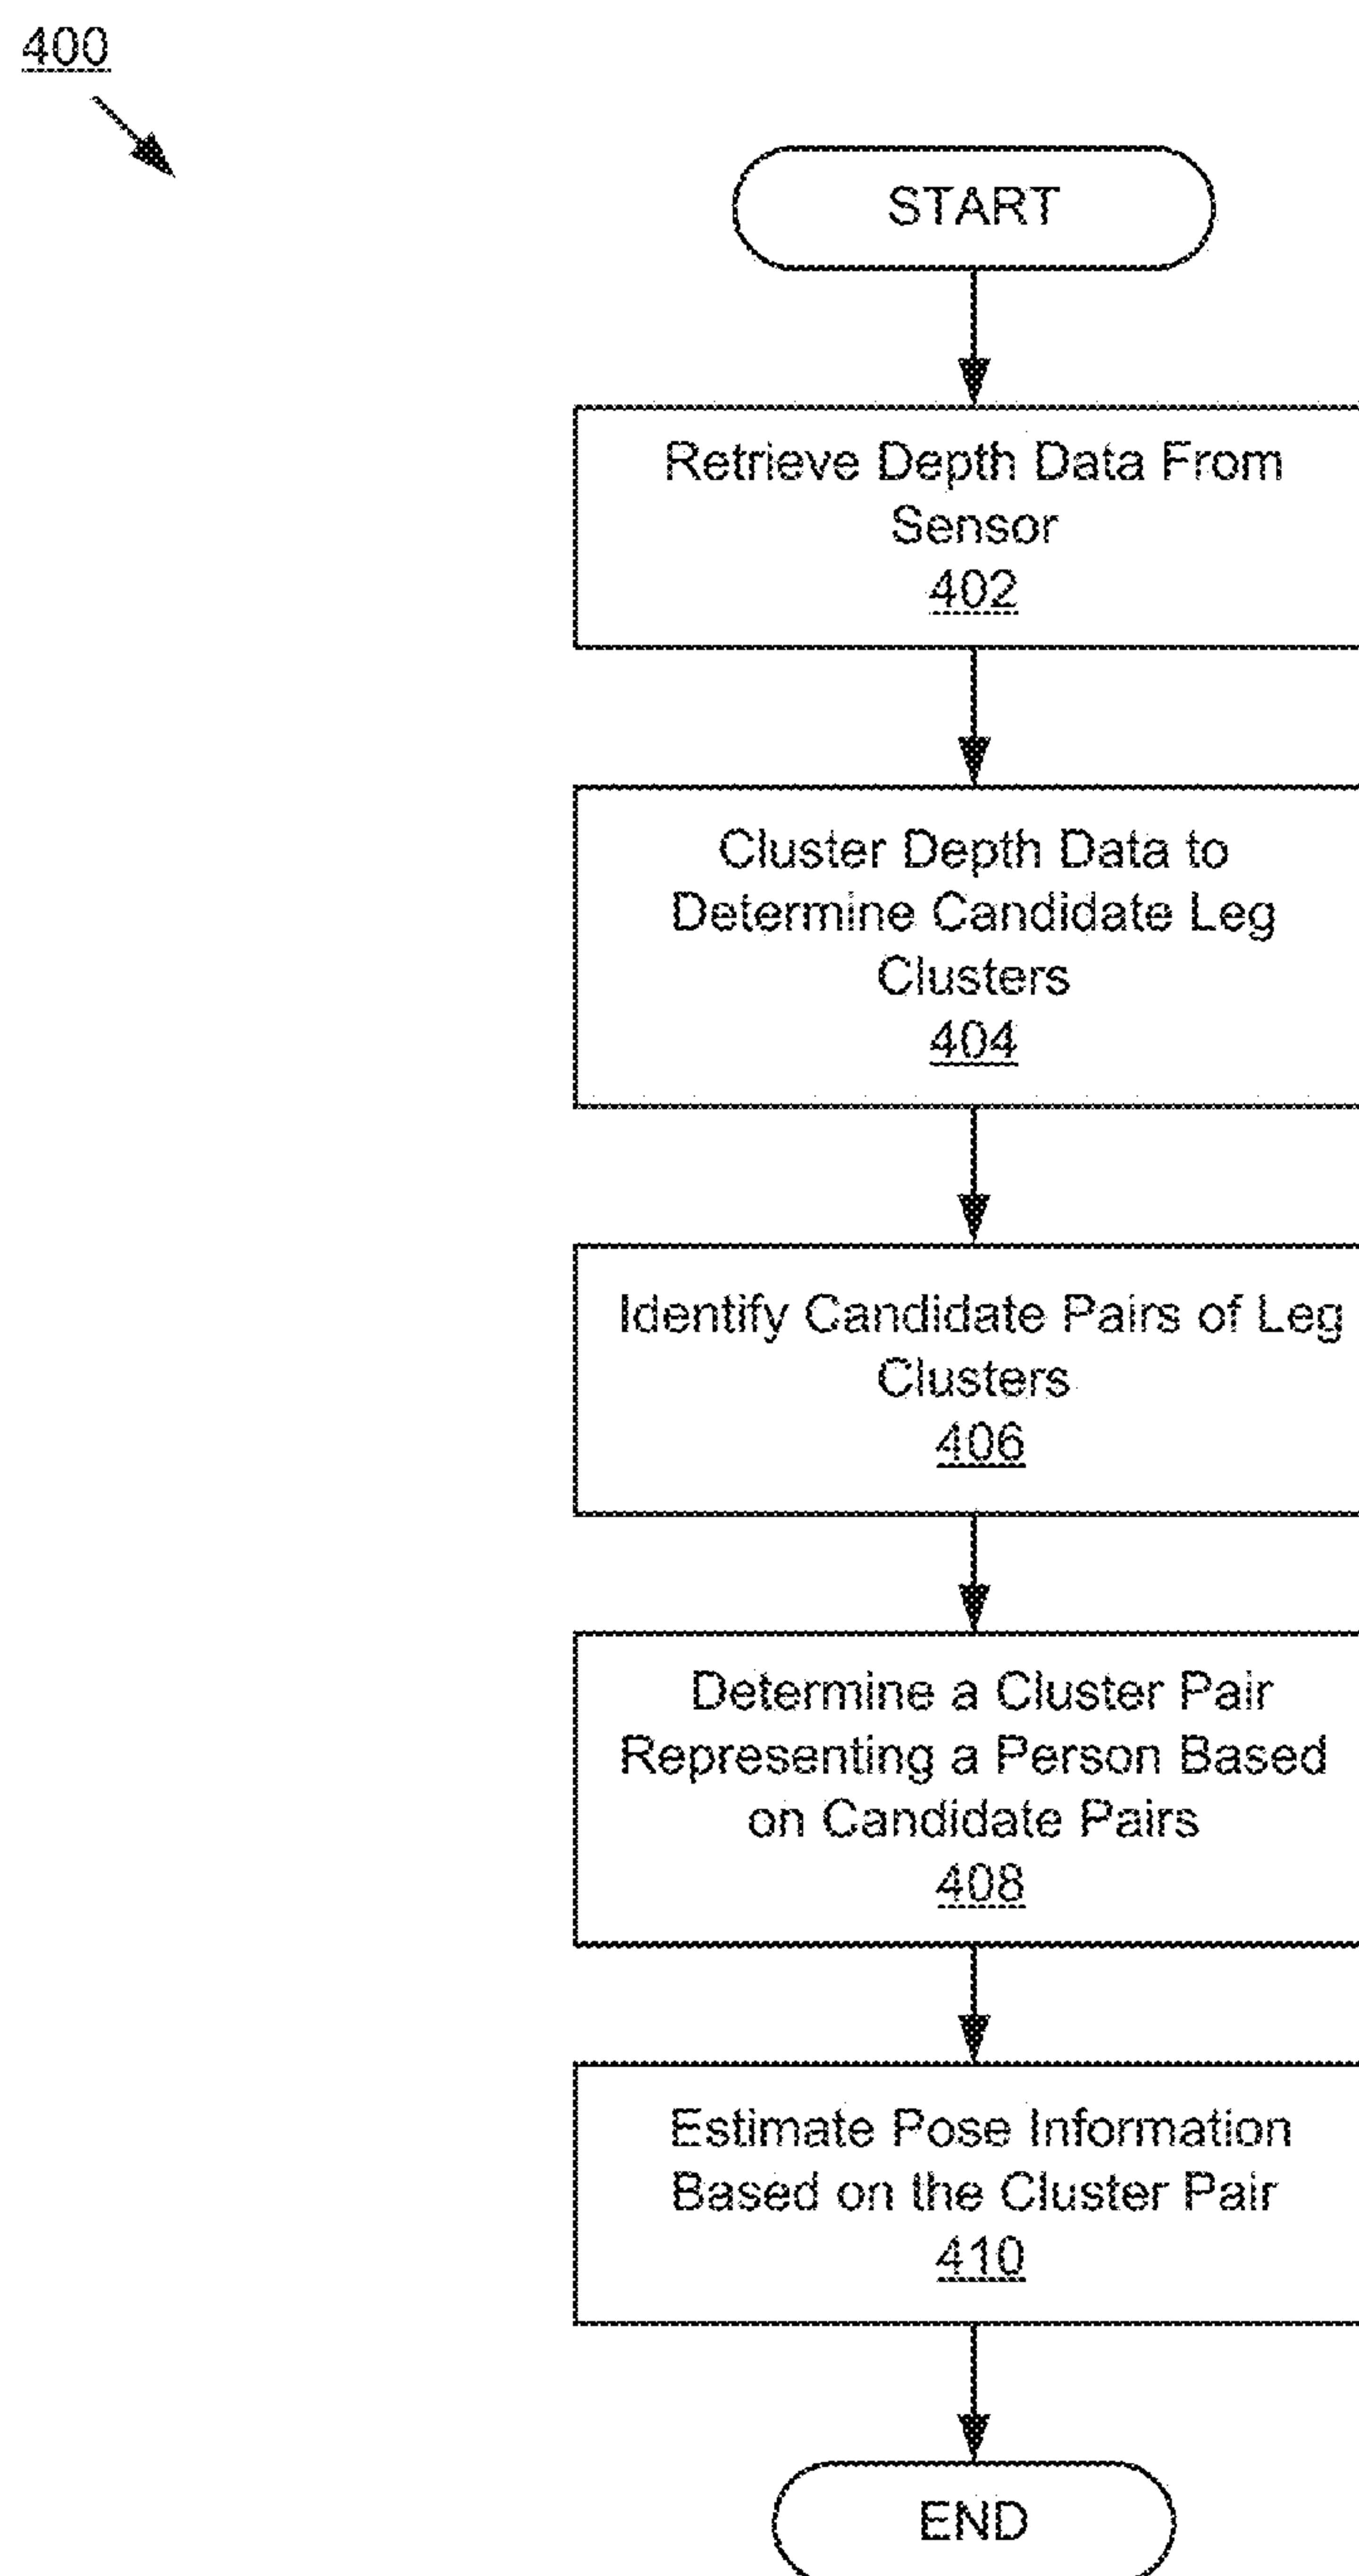 400
START
Retrieve Depth Data From
Sensor
402
Cluster Depth Data to
Determine Candidate Leg
Clusters
404
Identify Candidate Pairs of Leg
Clusters
406
Determine a Cluster Pair
Representing a Person Based
on Candidate Pairs
408
Estimate Pose Information
Based on the Cluster Pair
410
END